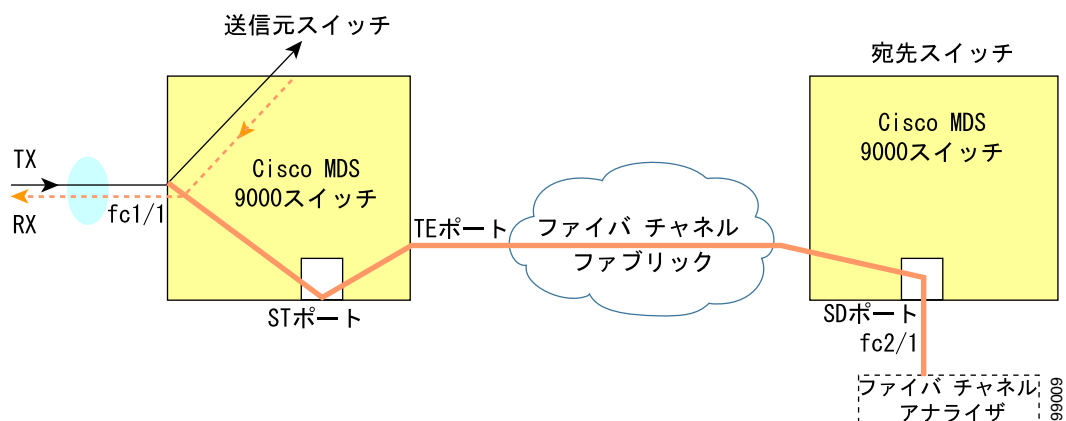 送信元スイッチ
宛先スイッチ
Cisco MDS
9000スイッチ
Cisco MDS
9000スイッチ
TX
RX
fc1/1
TEポート
ファイバ チャネル
ファブリック
STポート
SDポート
fc2/1
ファイバ チャネル
アナライザ
99009